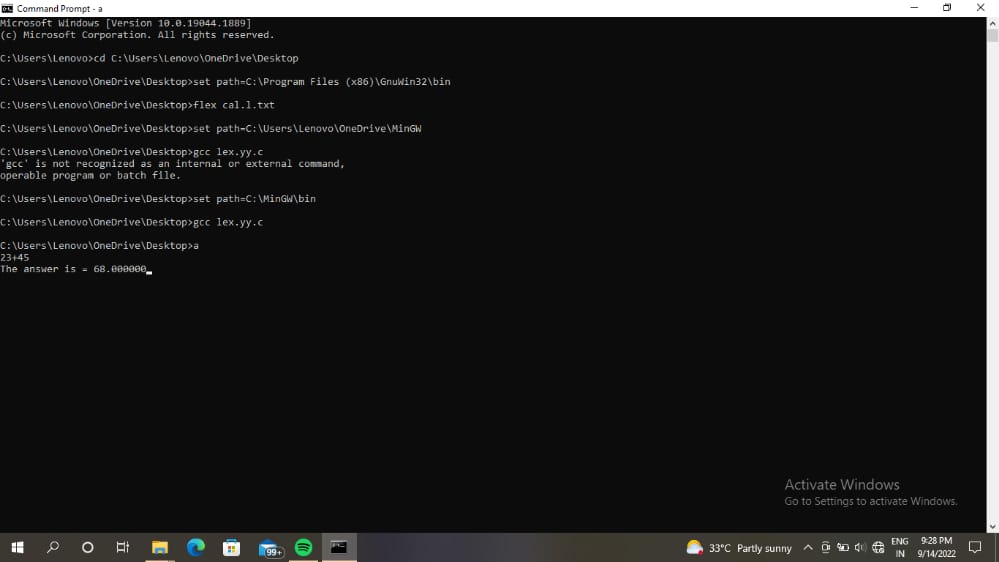 Command Prompt - a
Microsoft Windows [Version 10.0.19044.1889]
(c) Microsoft Corporation. All rights reserved.
C:\Users\Lenovo>cd C:\Users\Lenovo\OneDrive\Desktop
C:\Users\Lenovo\OneDrive\Desktop>set path=C:\Program Files (x86)\GnuWin32\bin
C:\Users\Lenovo\OneDrive\Desktop>flex cal.l.txt
C:\Users\Lenovo\OneDrive\Desktop>set path=C:\Users\Lenovo\OneDrive\MinGW
C:\Users\Lenovo\OneDrive\Desktop>gcc lex.yy.c
'gcc' is not recognized as an internal or external command,
operable program or batch file.
C:\Users\Lenovo\OneDrive\Desktop>set path=C:\MinGW\bin
C:\Users\Lenovo\OneDrive\Desktop>gcc lex.yy.c
C:\Users\Lenovo\OneDrive\Desktop>a
23+45
The answer is = 68.000000
Activate Windows
Go to Settings to activate Windows.
99+
33°C Partly sunny
ENG
IN
9:28 PM
9/14/2022